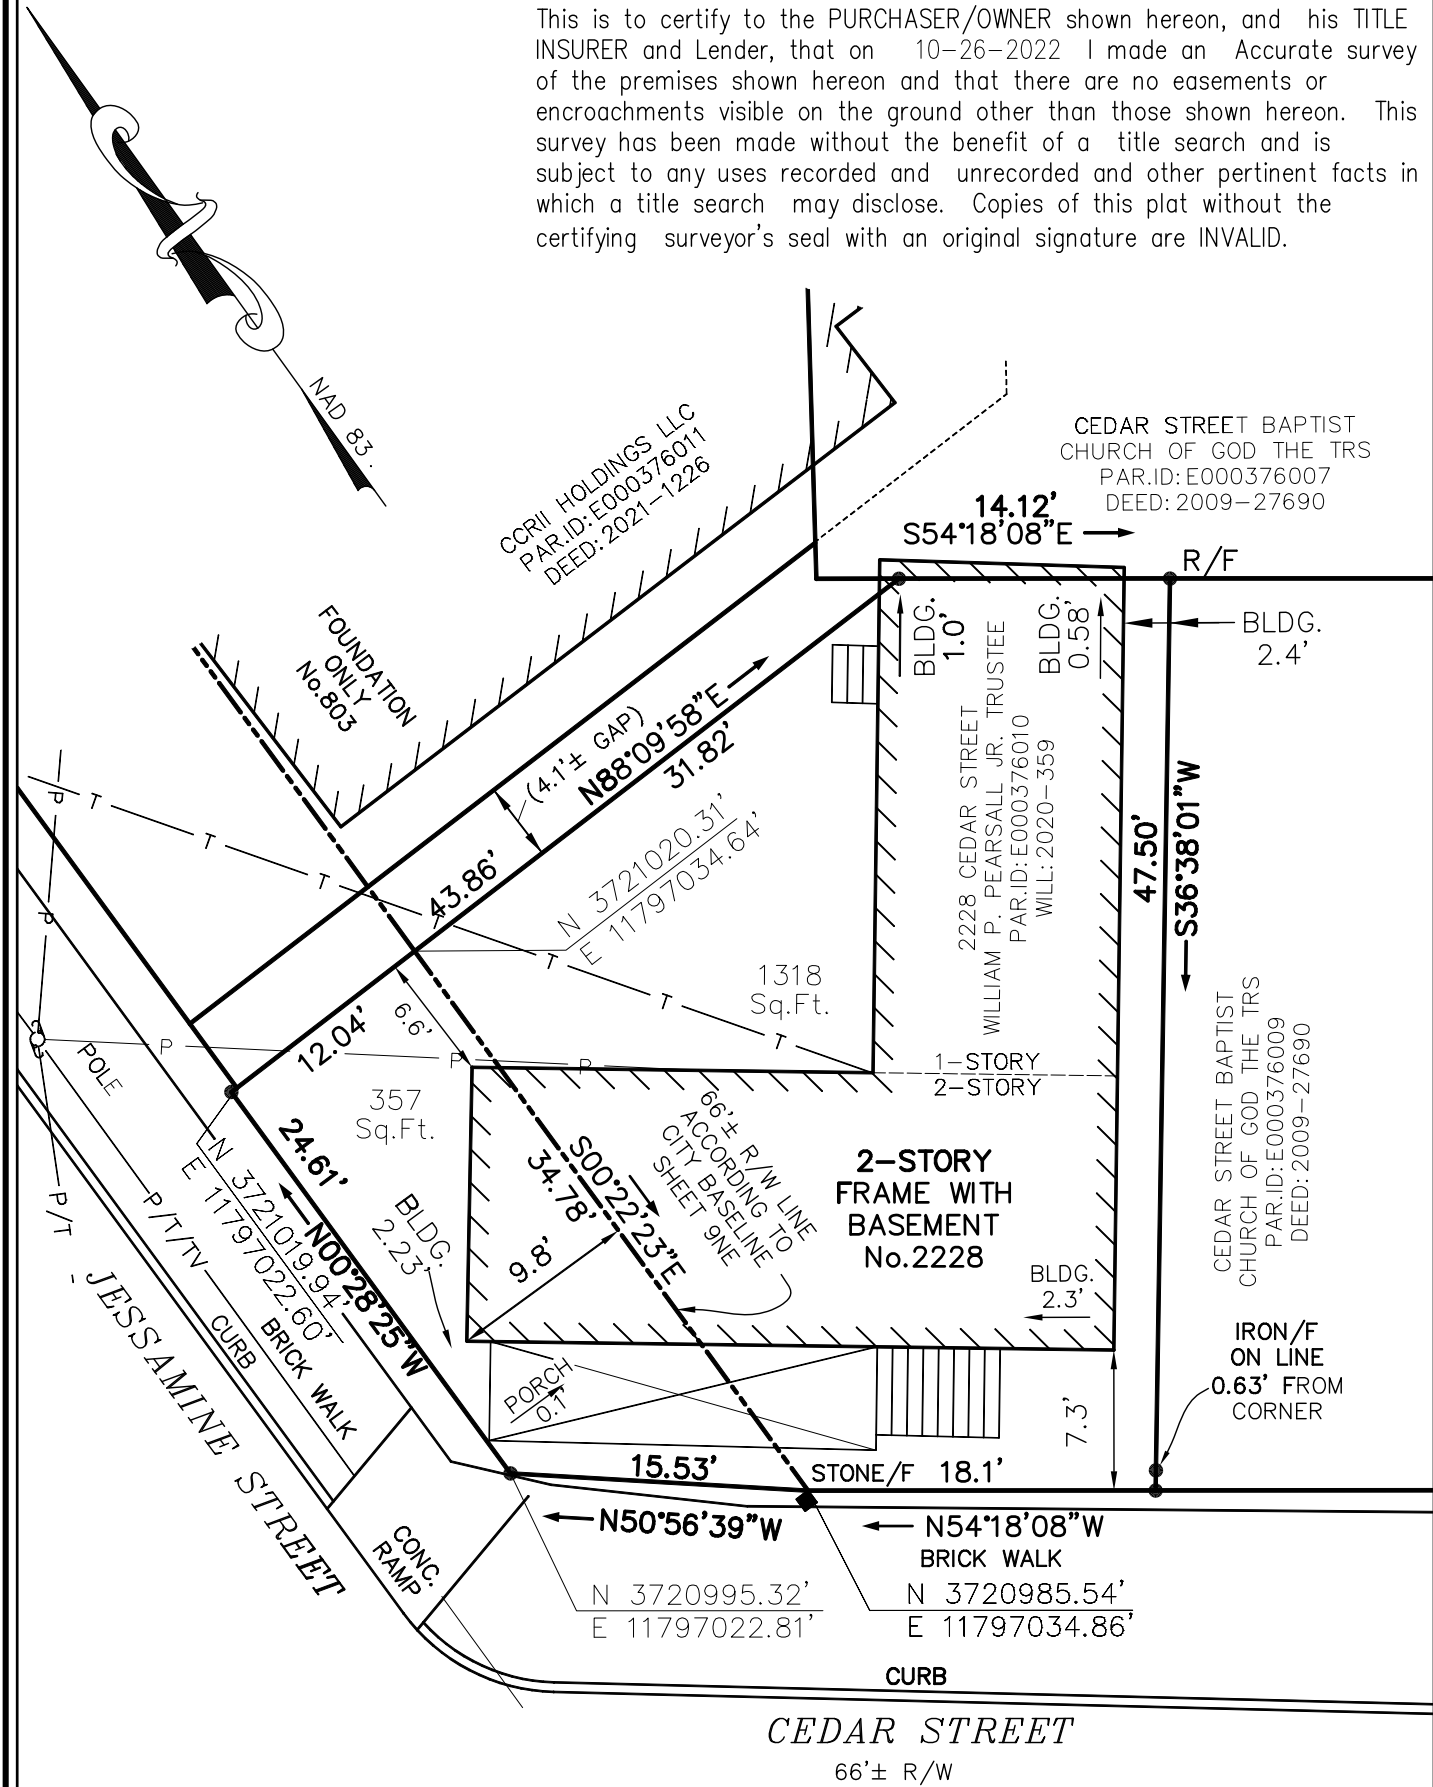 This is to certify to the PURCHASER/OWNER shown hereon, and his TITLE
INSURER and Lender, that on 10-26-2022 I made an Accurate survey
of the premises shown hereon and that there are no easements or
encroachments visible on the ground other than those shown hereon. This
survey has been made without the benefit of a title search and is
subject to any uses recorded and unrecorded and other pertinent facts in
which a title search may disclose. Copies of this plat without the
certifying surveyor's seal with an original signature are INVALID.
NAD 83.
CCRII HOLDINGS LLC
PAR.ID:E000376011
DEED:2021-1226
CEDAR STREET BAPTIST
CHURCH OF GOD THE TRS
PAR.ID:E000376007
DEED:2009-27690
14.12'
S54°18'08"E
R/F
BLDG.
2.4'
BLDG.
1.0'
BLDG.
0.58'
FOUNDATION
ONLY
No.803
(4.1'± GAP)
N88°09'58"E
31.82'
43.86'
12.04'
N 3721020.31'
E 11797034.64'
2228 CEDAR STREET
WILLIAM P. PEARSALL JR. TRUSTEE
PAR.ID:E000376010
WILL:2020-359
47.50'
S36°38'01"W
1318
Sq.Ft.
T
T
T
T
T
T
T
P
P
P
P
P
P
POLE
P/T
P/T/TV
6.6'
357
Sq.Ft.
1-STORY
2-STORY
24.61'
N00°28'25"W
N 3721019.94'
E 11797022.60'
BLDG.
2.23'
S00°22'23"E
34.78'
9.8'
66'± R/W LINE
ACCORDING TO
CITY BASELINE
SHEET 9NE
2-STORY
FRAME WITH
BASEMENT
No.2228
BLDG.
2.3'
CEDAR STREET BAPTIST
CHURCH OF GOD THE TRS
PAR.ID:E000376009
DEED:2009-27690
IRON/F
ON LINE
0.63' FROM
CORNER
JESSAMINE STREET
CURB
BRICK WALK
PORCH
0.1'
7.3'
15.53'
STONE/F 18.1'
N50°56'39"W
N54°18'08"W
BRICK WALK
CONC.
RAMP
N 3720995.32'
E 11797022.81'
N 3720985.54'
E 11797034.86'
CURB
CEDAR STREET
66'± R/W